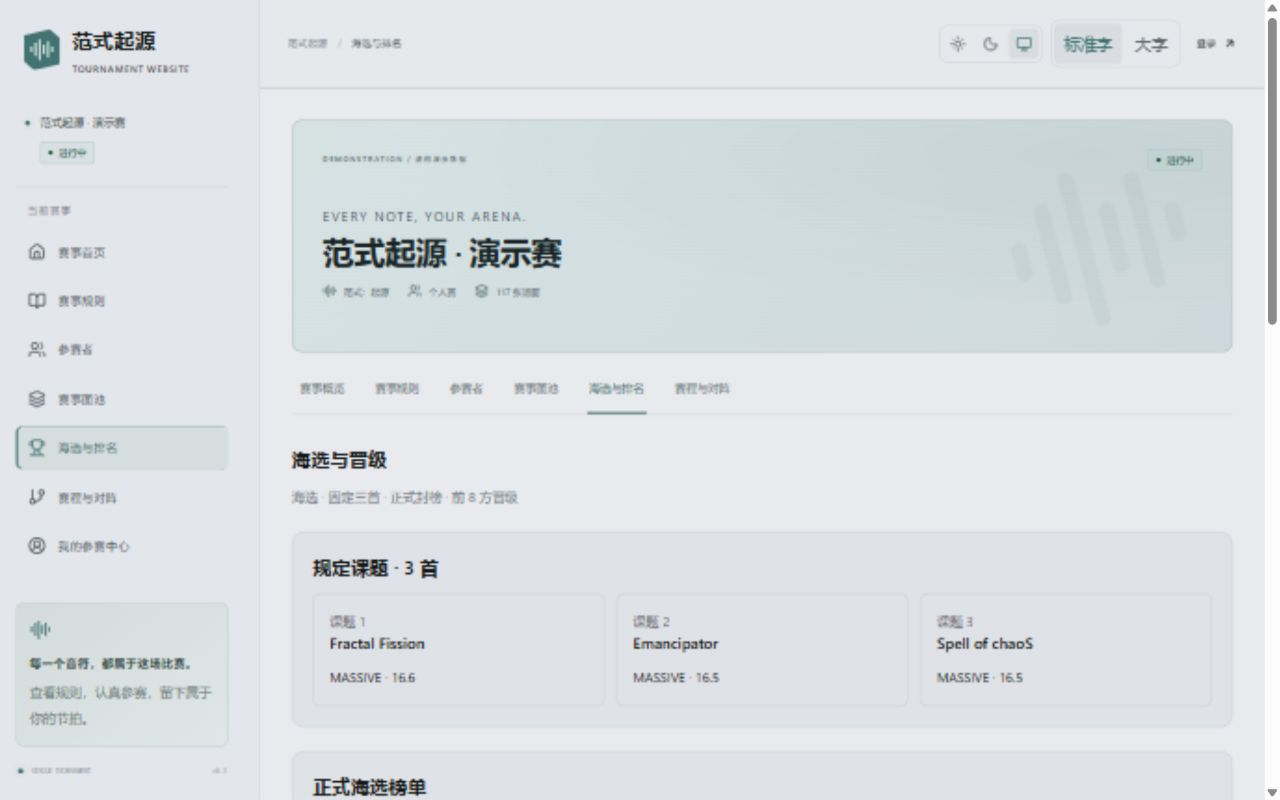 范式起源
TOURNAMENT WEBSITE
范式起源 · 演示赛
进行中
当前赛事
赛事首页
赛事规则
参赛者
赛事图池
海选与排名
赛程与对阵
我的参赛中心
每一个音符，都属于这场比赛。
查看规则，认真参赛，留下属于
你的节拍。
范式起源 / 海选与排名
标准字 大字
登录
DEMONSTRATION /
进行中
EVERY NOTE, YOUR ARENA.
范式起源 · 演示赛
范式：起源 个人赛
赛事概览 赛事规则 参赛者 赛事图池 海选与排名 赛程与对阵
海选与晋级
海选 · 固定三首 · 正式封榜 · 前 8 方晋级
规定课题 · 3 首
课题 1
Fractal Fission
MASSIVE · 16.6
课题 2
Emancipator
MASSIVE · 16.5
课题 3
Spell of chaoS
MASSIVE · 16.5
正式海选榜单